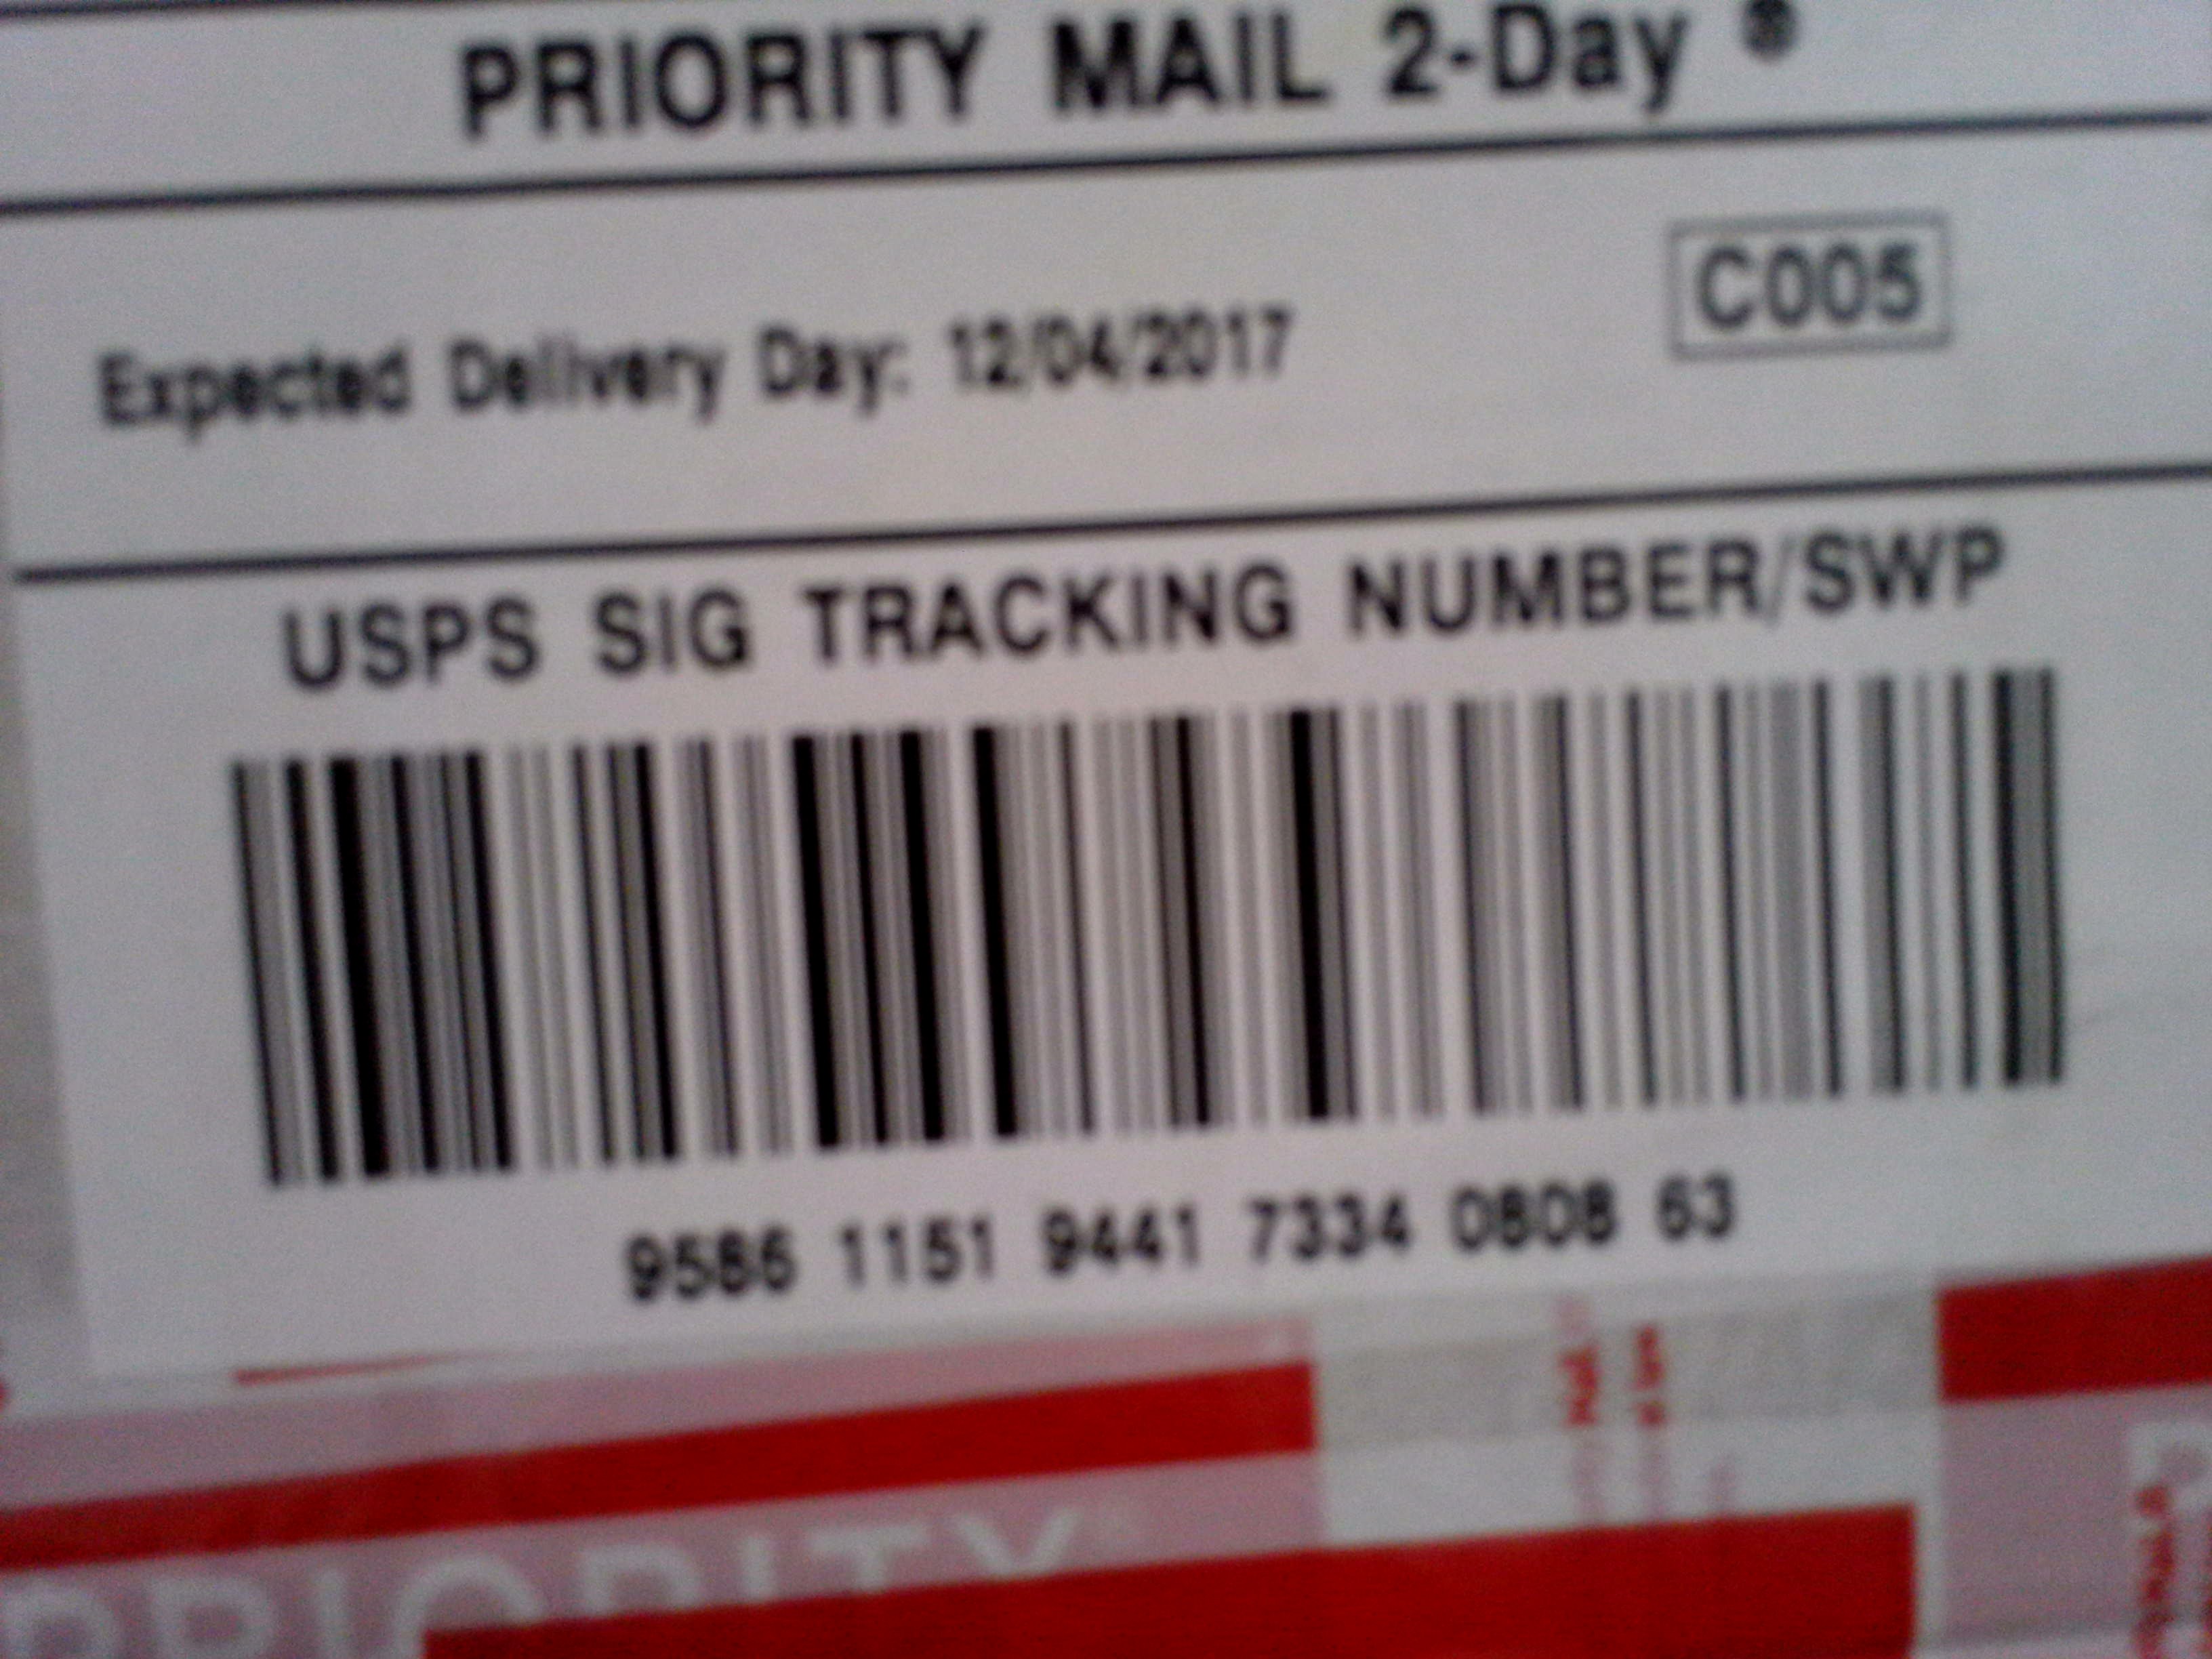 PRIORITY MAIL 2-Day ®
C005
Expected Delivery Day: 12/04/2017
USPS SIG TRACKING NUMBER/SWP
9586 1151 9441 7334 0808 63
PRIORITY